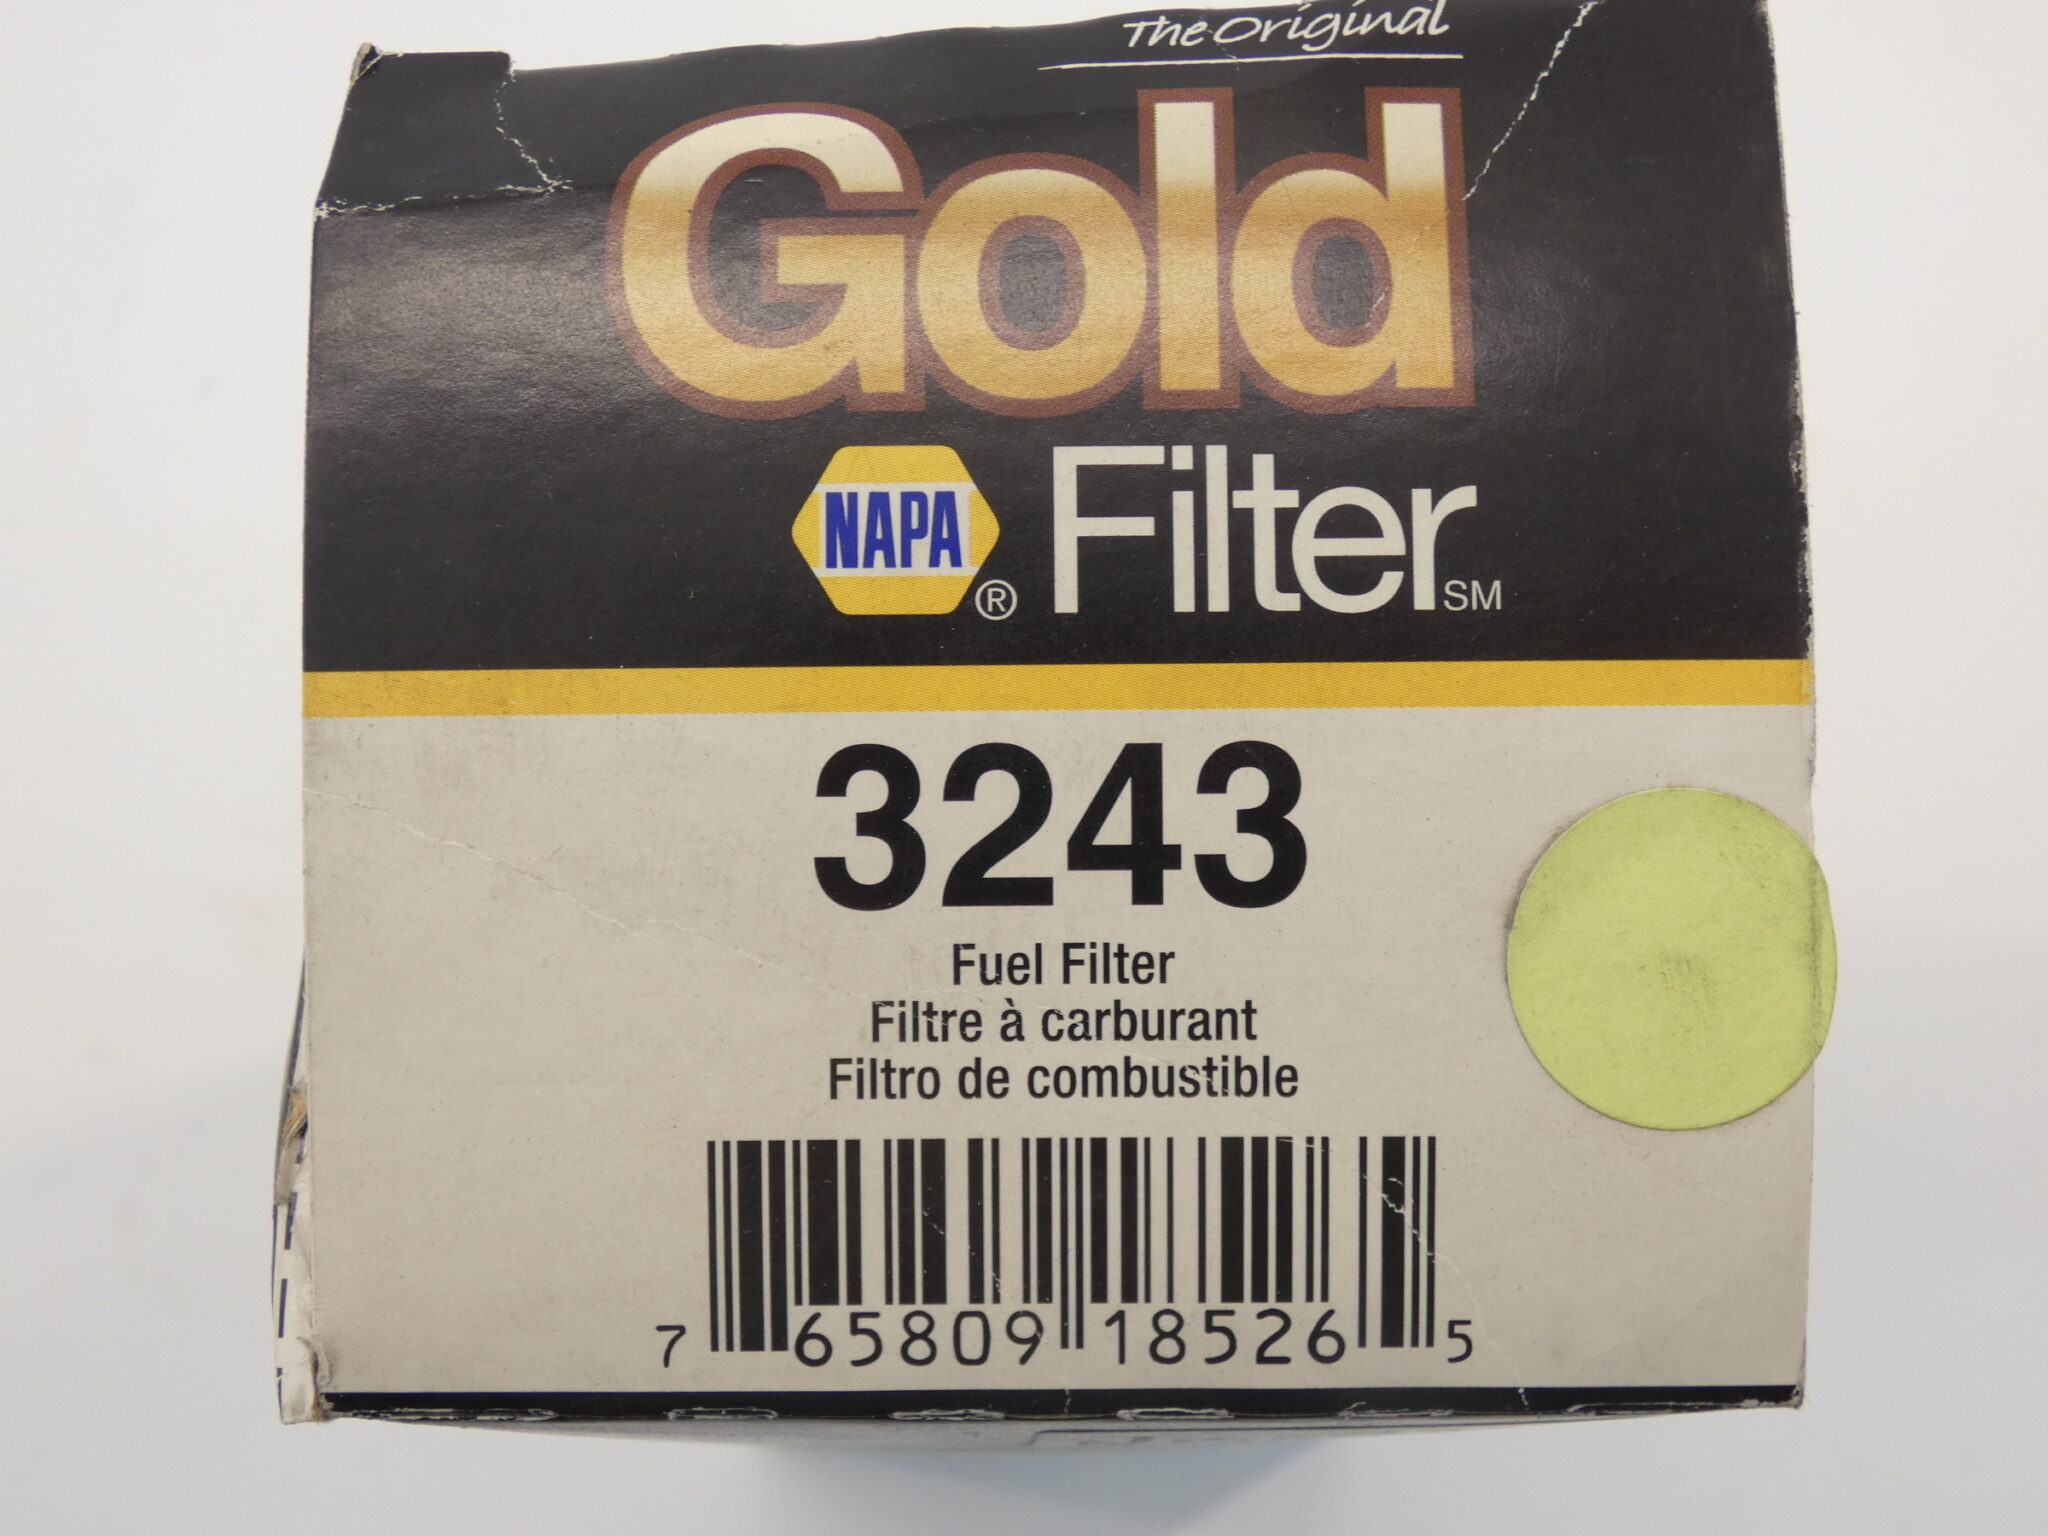 The Original
Gold
NAPA® Filter SM
3243
Fuel Filter
Filtre à carburant
Filtro de combustible
7 65809 18526 5